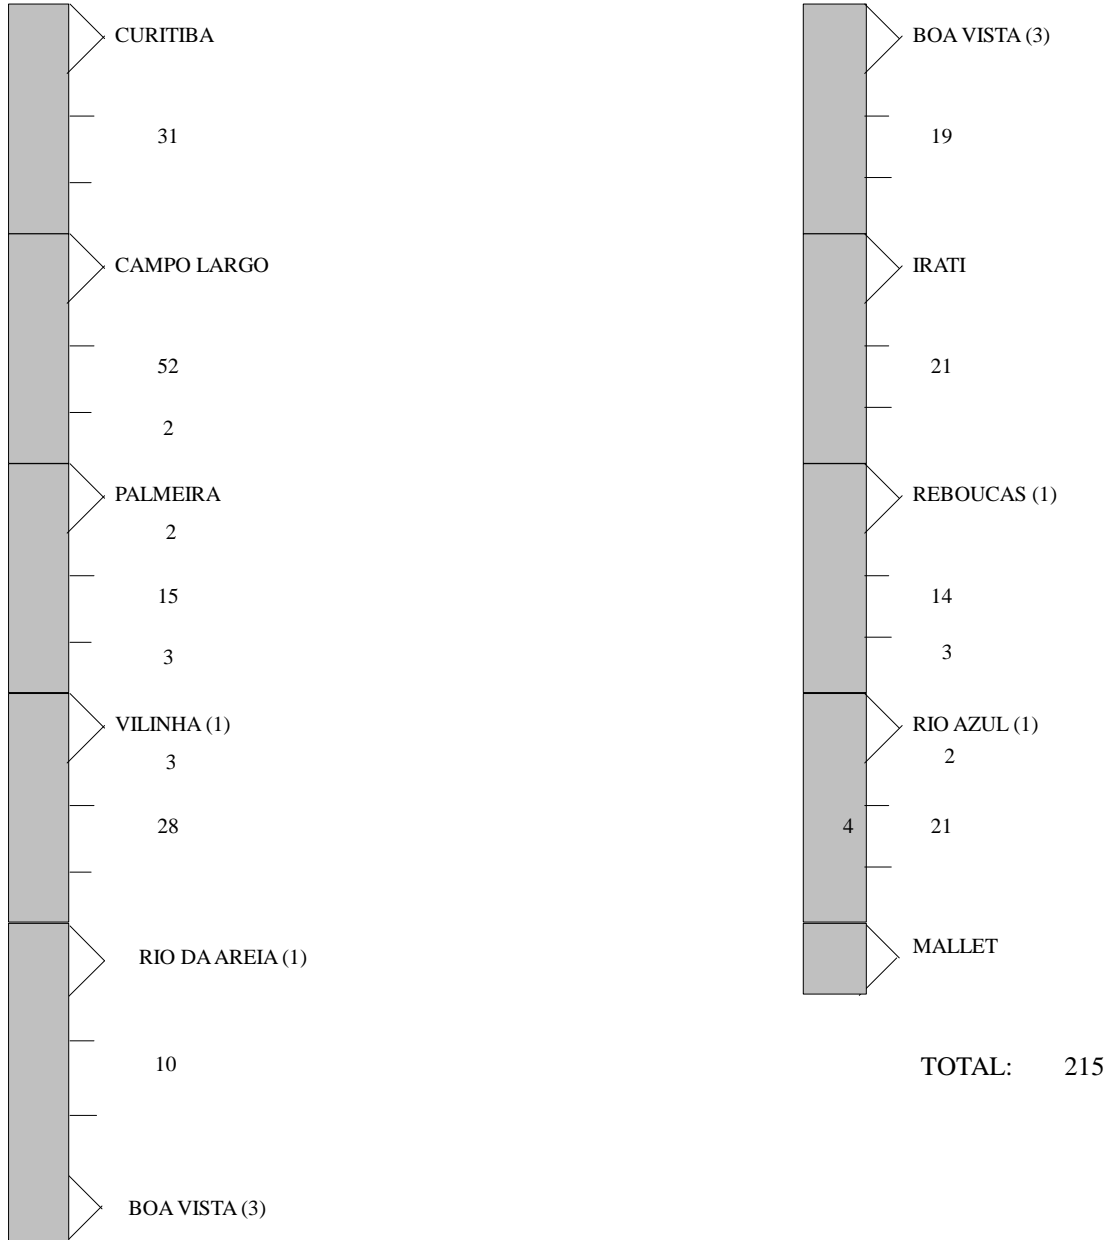 CURITIBA
31
CAMPO LARGO
52
2
PALMEIRA
2
15
3
VILINHA (1)
3
28
RIO DA AREIA (1)
10
BOA VISTA (3)
BOA VISTA (3)
19
IRATI
21
REBOUCAS (1)
14
3
RIO AZUL (1)
2
4 21
MALLET
TOTAL: 215